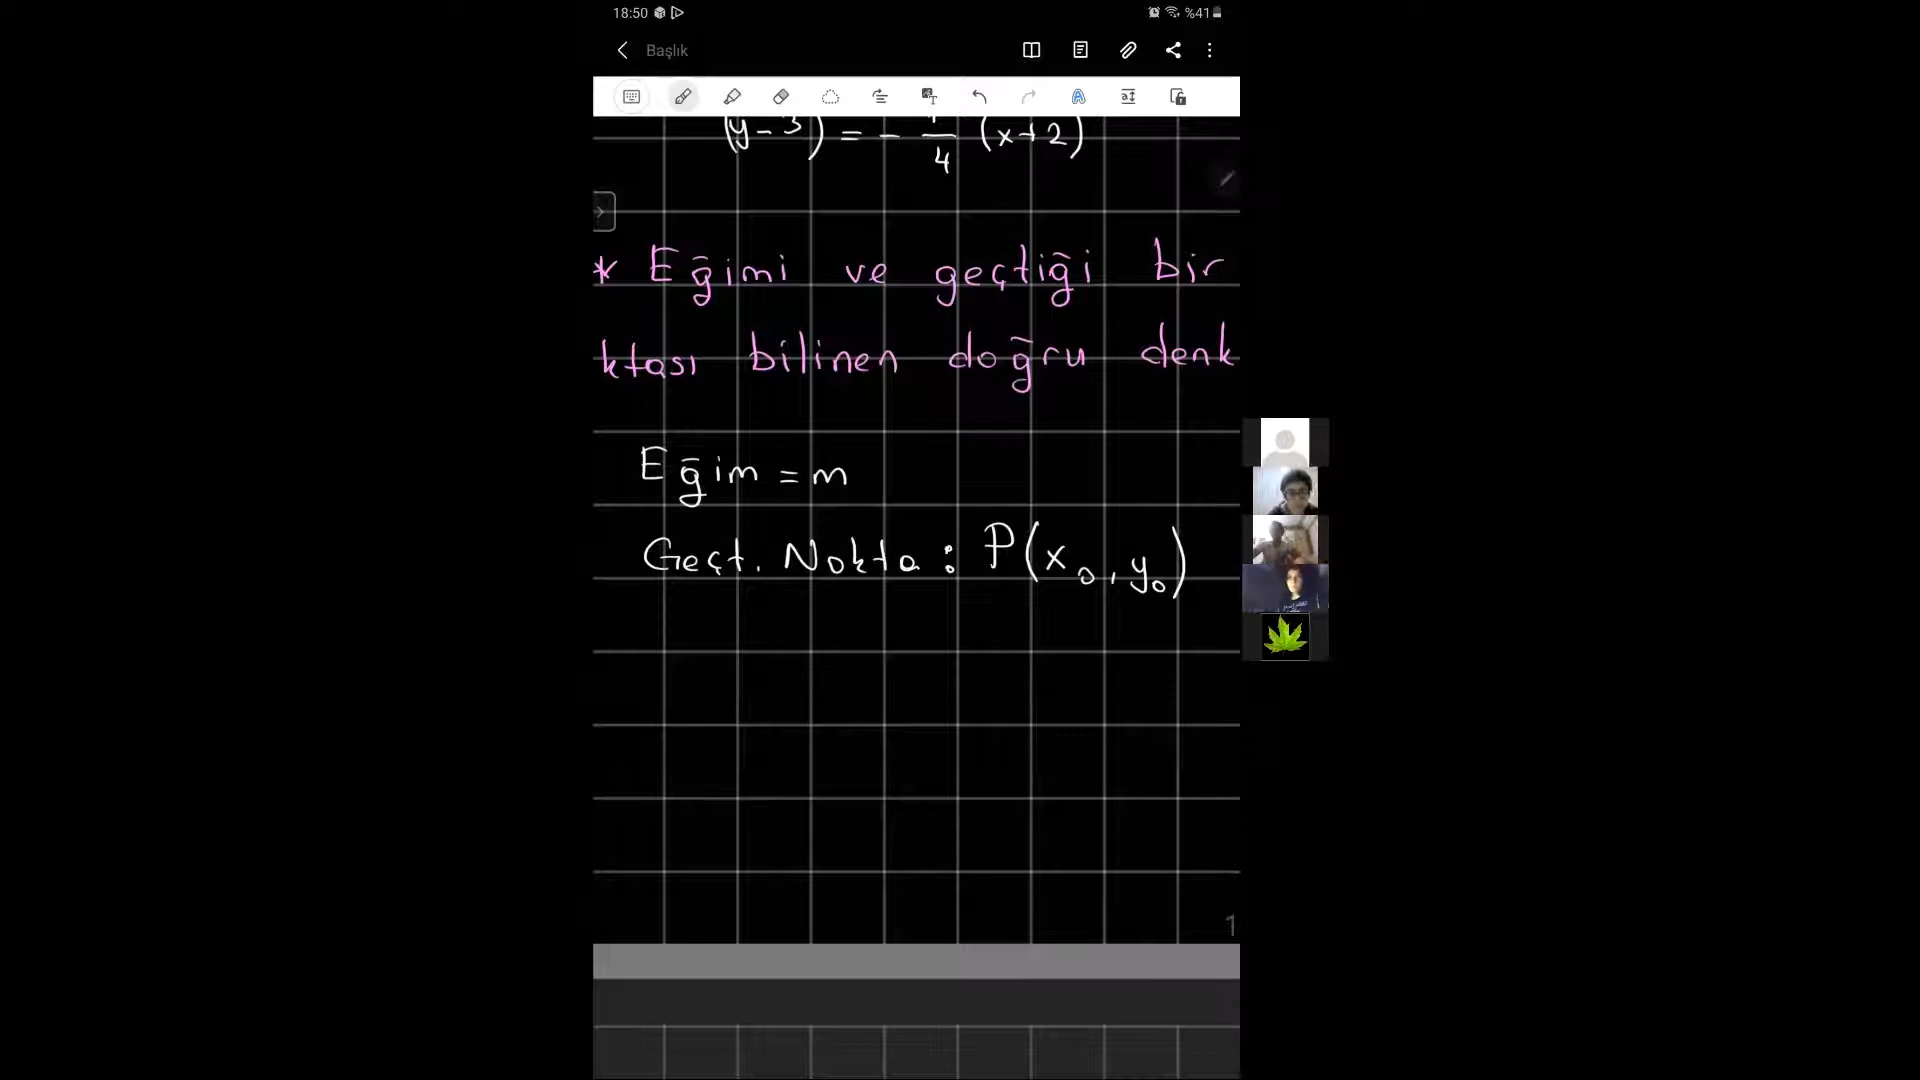 18:50 %41
Başlık
(y-3) = - 1/4 (x+2)
* Eğimi ve geçtiği bir
ktası bilinen doğru denk
Eğim = m
Geçt. Nokta : P(x₀, y₀)
1